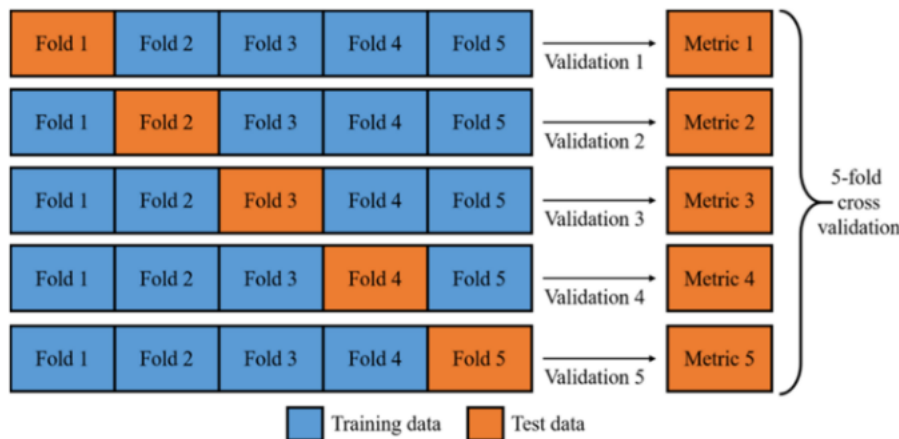 Fold 1 Fold 2 Fold 3 Fold 4 Fold 5 Validation 1 Metric 1
Fold 1 Fold 2 Fold 3 Fold 4 Fold 5 Validation 2 Metric 2
Fold 1 Fold 2 Fold 3 Fold 4 Fold 5 Validation 3 Metric 3
Fold 1 Fold 2 Fold 3 Fold 4 Fold 5 Validation 4 Metric 4
Fold 1 Fold 2 Fold 3 Fold 4 Fold 5 Validation 5 Metric 5
5-fold
cross
validation
Training data Test data